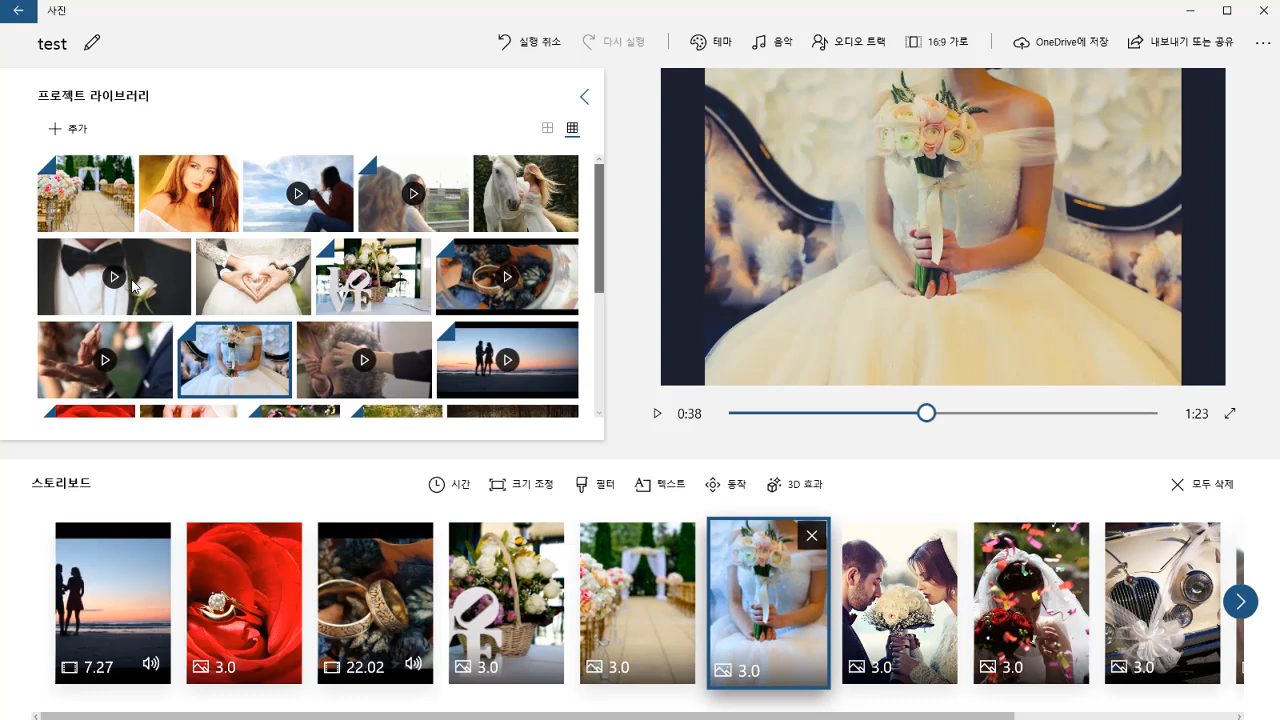 사진
test
실행 취소
다시 실행
테마
음악
오디오 트랙
16:9 가로
OneDrive에 저장
내보내기 또는 공유
프로젝트 라이브러리
추가
LOVE
0:38
1:23
스토리보드
시간
크기 조정
필터
텍스트
동작
3D 효과
모두 삭제
7.27
3.0
22.02
3.0
3.0
3.0
3.0
3.0
3.0